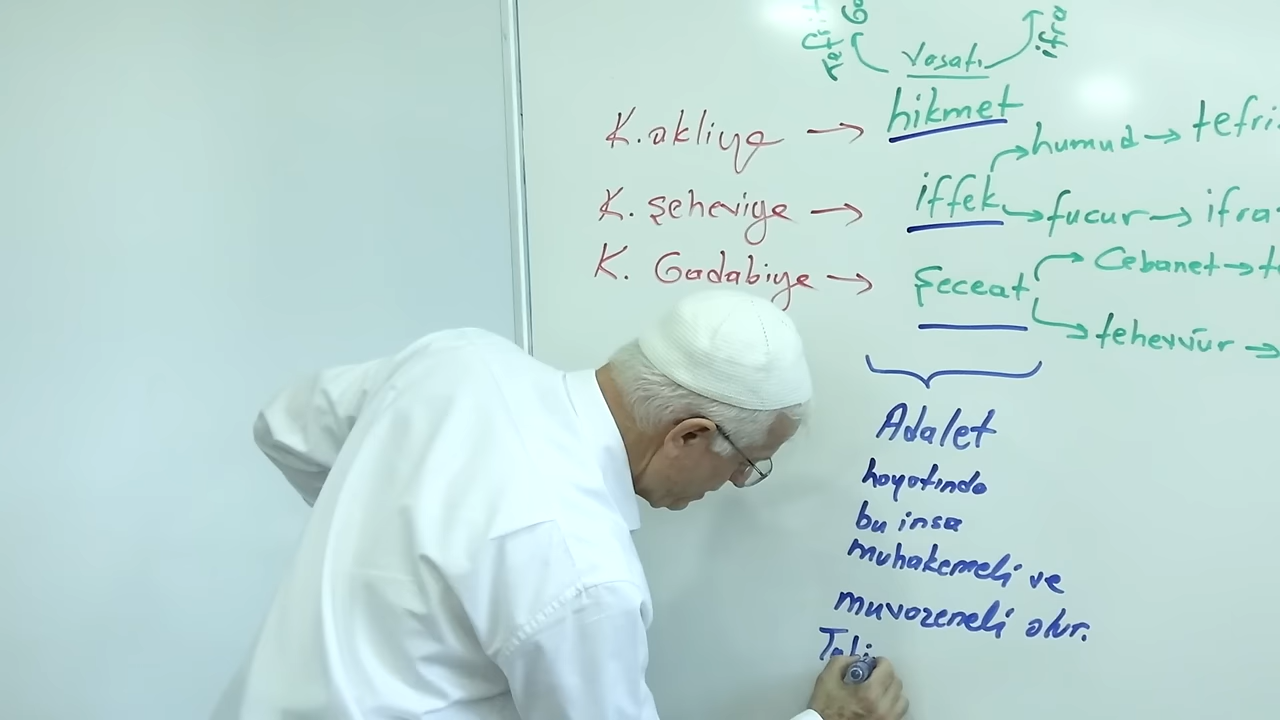 Vasatı
K. akliye → hikmet
humud → tefri
K. şeheviye → iffek
fucur → ifra
K. Gadabiye → Şeceat
Cebanet →
tehevvür →
Adalet
hayatında
bu insa
muhakemeli ve
muvazeneli olur.